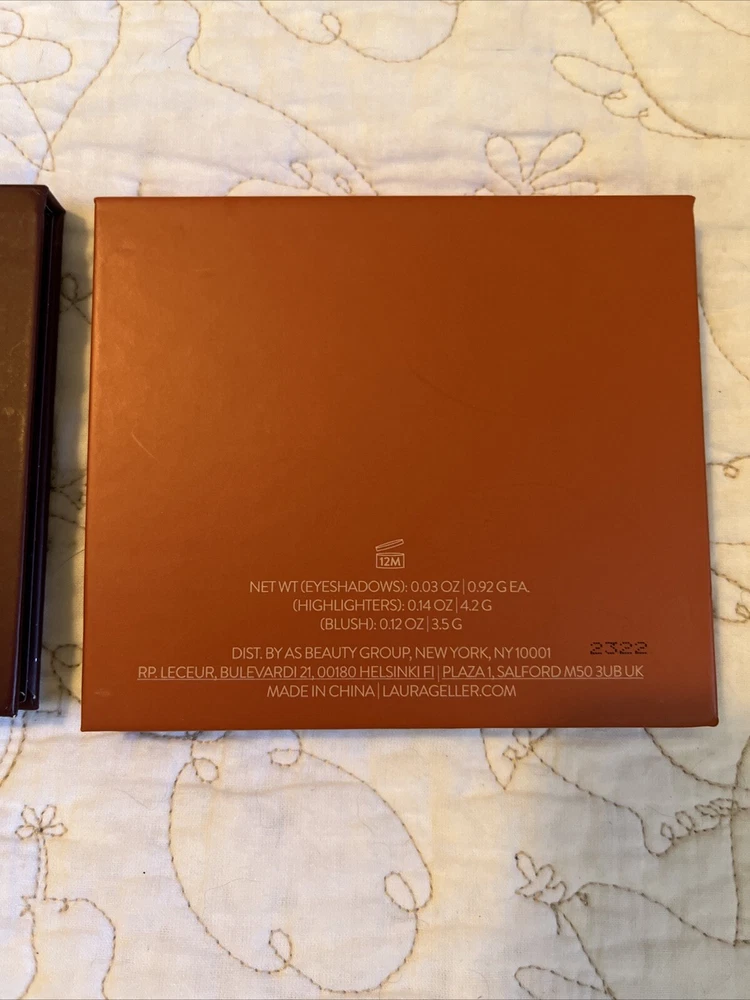 12M
NET WT (EYESHADOWS): 0.03 OZ | 0.92 G EA.
(HIGHLIGHTERS): 0.14 OZ | 4.2 G
(BLUSH): 0.12 OZ | 3.5 G
DIST. BY AS BEAUTY GROUP, NEW YORK, NY 10001
2322
RP. LECEUR, BULEVARDI 21, 00180 HELSINKI FI | PLAZA 1, SALFORD M50 3UB UK
MADE IN CHINA | LAURAGELLER.COM